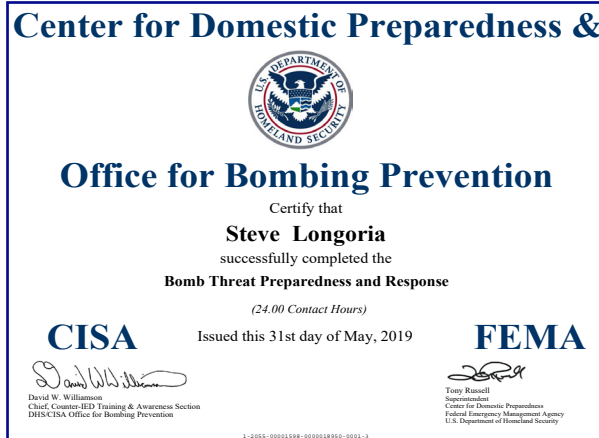 Center for Domestic Preparedness &
U.S. DEPARTMENT OF
HOMELAND SECURITY
Office for Bombing Prevention
Certify that
Steve Longoria
successfully completed the
Bomb Threat Preparedness and Response
(24.00 Contact Hours)
CISA
Issued this 31st day of May, 2019
FEMA
David W. Williamson
David W. Williamson
Chief, Counter-IED Training & Awareness Section
DHS/CISA Office for Bombing Prevention
Tony Russell
Superintendent
Center for Domestic Preparedness
Federal Emergency Management Agency
U.S. Department of Homeland Security
1-2055-00001598-0000018950-0001-3